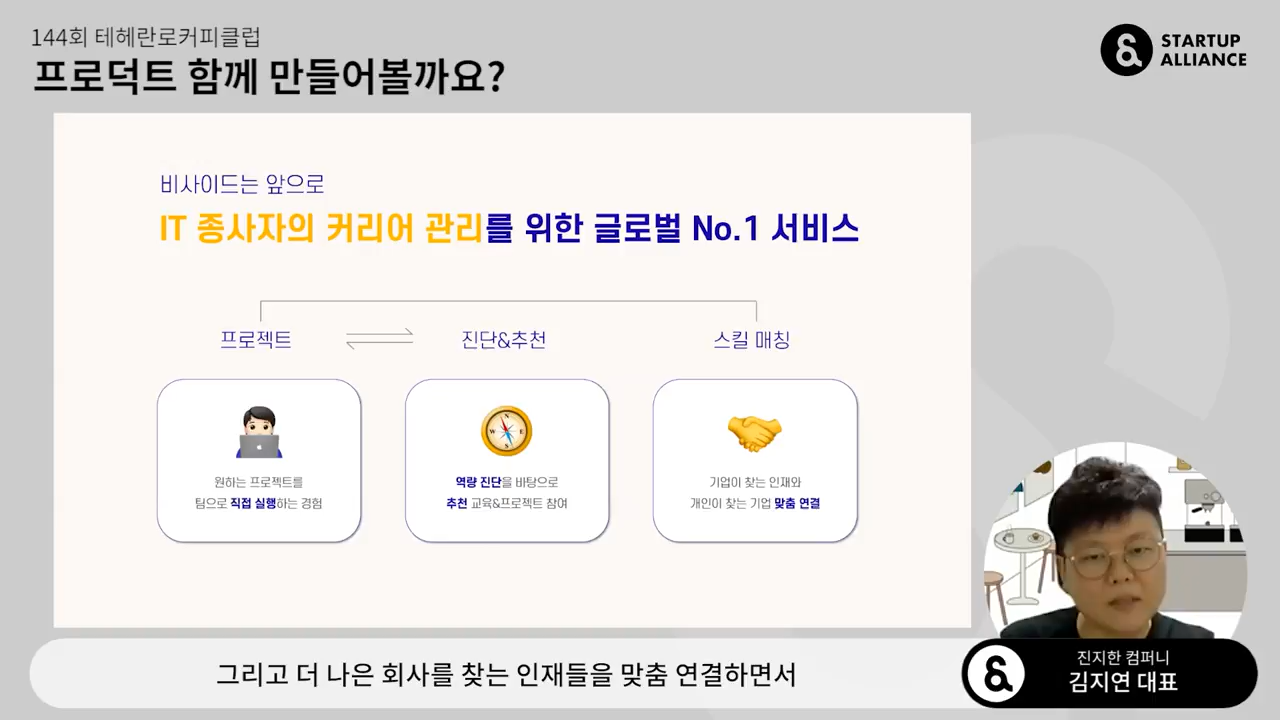 144회 테헤란로커피클럽
프로덕트 함께 만들어볼까요?
STARTUP
ALLIANCE
비사이드는 앞으로
IT 종사자의 커리어 관리를 위한 글로벌 No.1 서비스
프로젝트
진단&추천
스킬 매칭
원하는 프로젝트를
팀으로 직접 실행하는 경험
N
W E
S
역량 진단을 바탕으로
추천 교육&프로젝트 참여
기업이 찾는 인재와
개인이 찾는 기업 맞춤 연결
그리고 더 나은 회사를 찾는 인재들을 맞춤 연결하면서
진지한 컴퍼니
김지연 대표